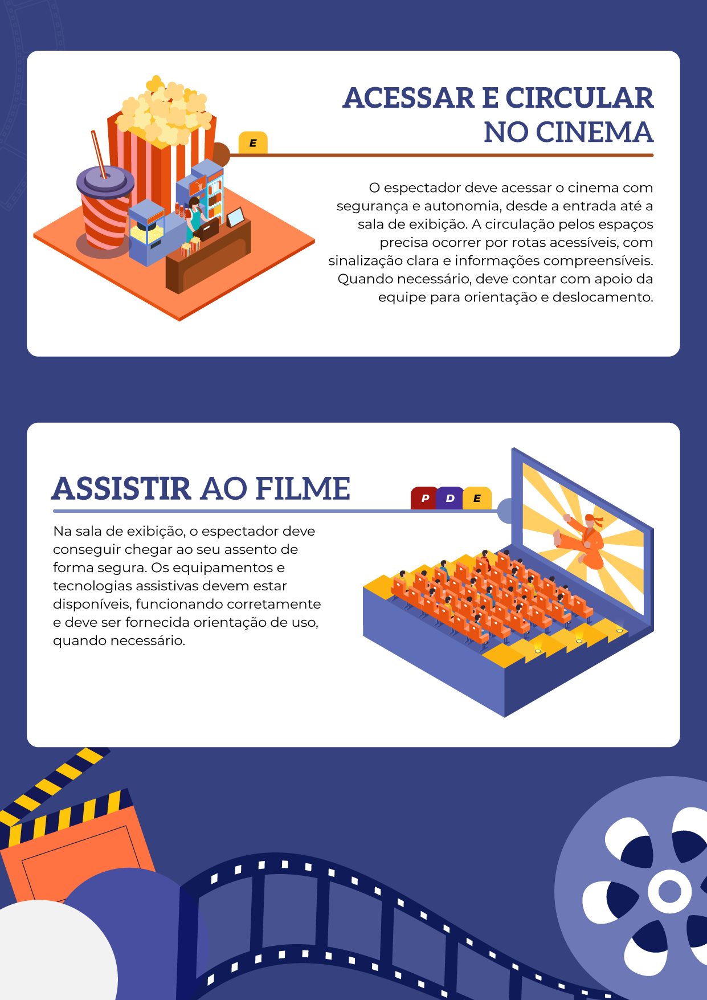 ACESSAR E CIRCULAR
NO CINEMA
E
O espectador deve acessar o cinema com
segurança e autonomia, desde a entrada até a
sala de exibição. A circulação pelos espaços
precisa ocorrer por rotas acessíveis, com
sinalização clara e informações compreensíveis.
Quando necessário, deve contar com apoio da
equipe para orientação e deslocamento.
ASSISTIR AO FILME
P D E
Na sala de exibição, o espectador deve
conseguir chegar ao seu assento de
forma segura. Os equipamentos e
tecnologias assistivas devem estar
disponíveis, funcionando corretamente
e deve ser fornecida orientação de uso,
quando necessário.